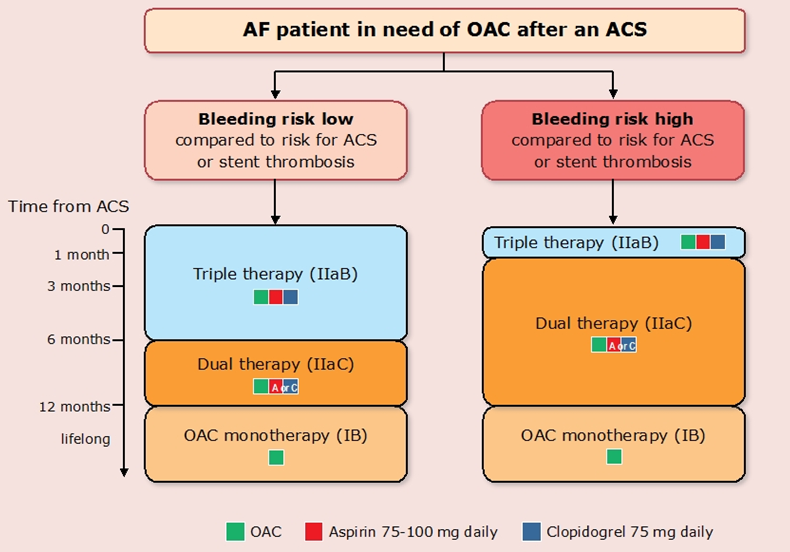 AF patient in need of OAC after an ACS
Bleeding risk low
compared to risk for ACS
or stent thrombosis
Bleeding risk high
compared to risk for ACS
or stent thrombosis
Time from ACS
0
1 month
3 months
6 months
12 months
lifelong
Triple therapy (IIaB)
Dual therapy (IIaC)
A or C
OAC monotherapy (IB)
Triple therapy (IIaB)
Dual therapy (IIaC)
A or C
OAC monotherapy (IB)
OAC
Aspirin 75-100 mg daily
Clopidogrel 75 mg daily